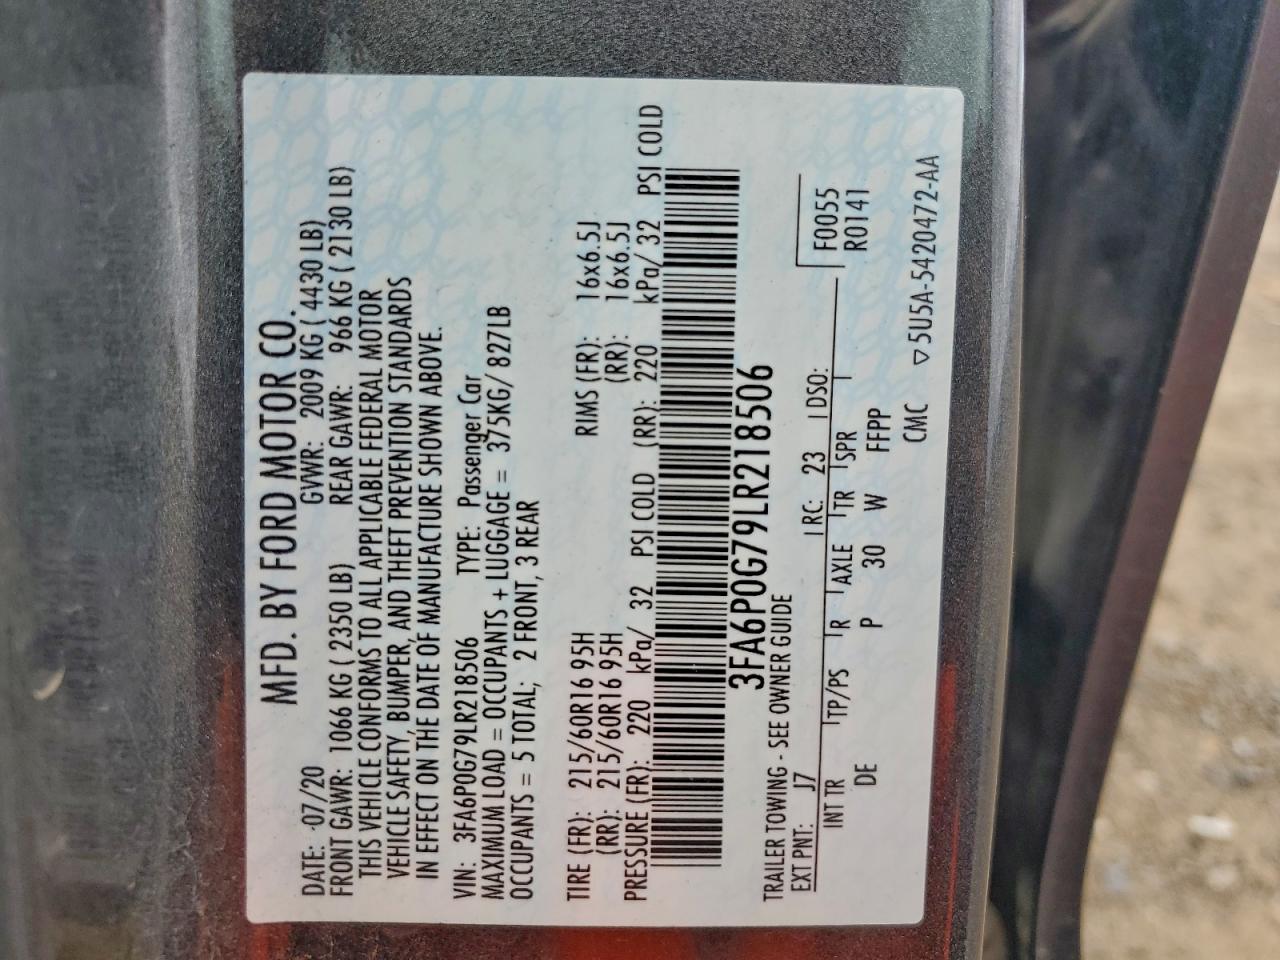 MFD. BY FORD MOTOR CO.
DATE: 07/20 GVWR: 2009 KG ( 4430 LB)
FRONT GAWR: 1066 KG ( 2350 LB) REAR GAWR: 966 KG ( 2130 LB)
THIS VEHICLE CONFORMS TO ALL APPLICABLE FEDERAL MOTOR
VEHICLE SAFETY, BUMPER, AND THEFT PREVENTION STANDARDS
IN EFFECT ON THE DATE OF MANUFACTURE SHOWN ABOVE.
VIN: 3FA6P0G79LR218506 TYPE: Passenger Car
MAXIMUM LOAD = OCCUPANTS + LUGGAGE = 375KG/ 827LB
OCCUPANTS = 5 TOTAL; 2 FRONT, 3 REAR
TIRE (FR): 215/60R16 95H RIMS (FR): 16x6.5J
(RR): 215/60R16 95H (RR): 16x6.5J
PRESSURE (FR): 220 kPa/ 32 PSI COLD (RR): 220 kPa/ 32 PSI COLD
3FA6P0G79LR218506
TRAILER TOWING - SEE OWNER GUIDE
EXT PNT: J7 RC: 23 DSO: F0055
INT TR TP/PS R AXLE TR SPR R0141
DE P 30 W FFPP
CMC ▽5U5A-5420472-AA